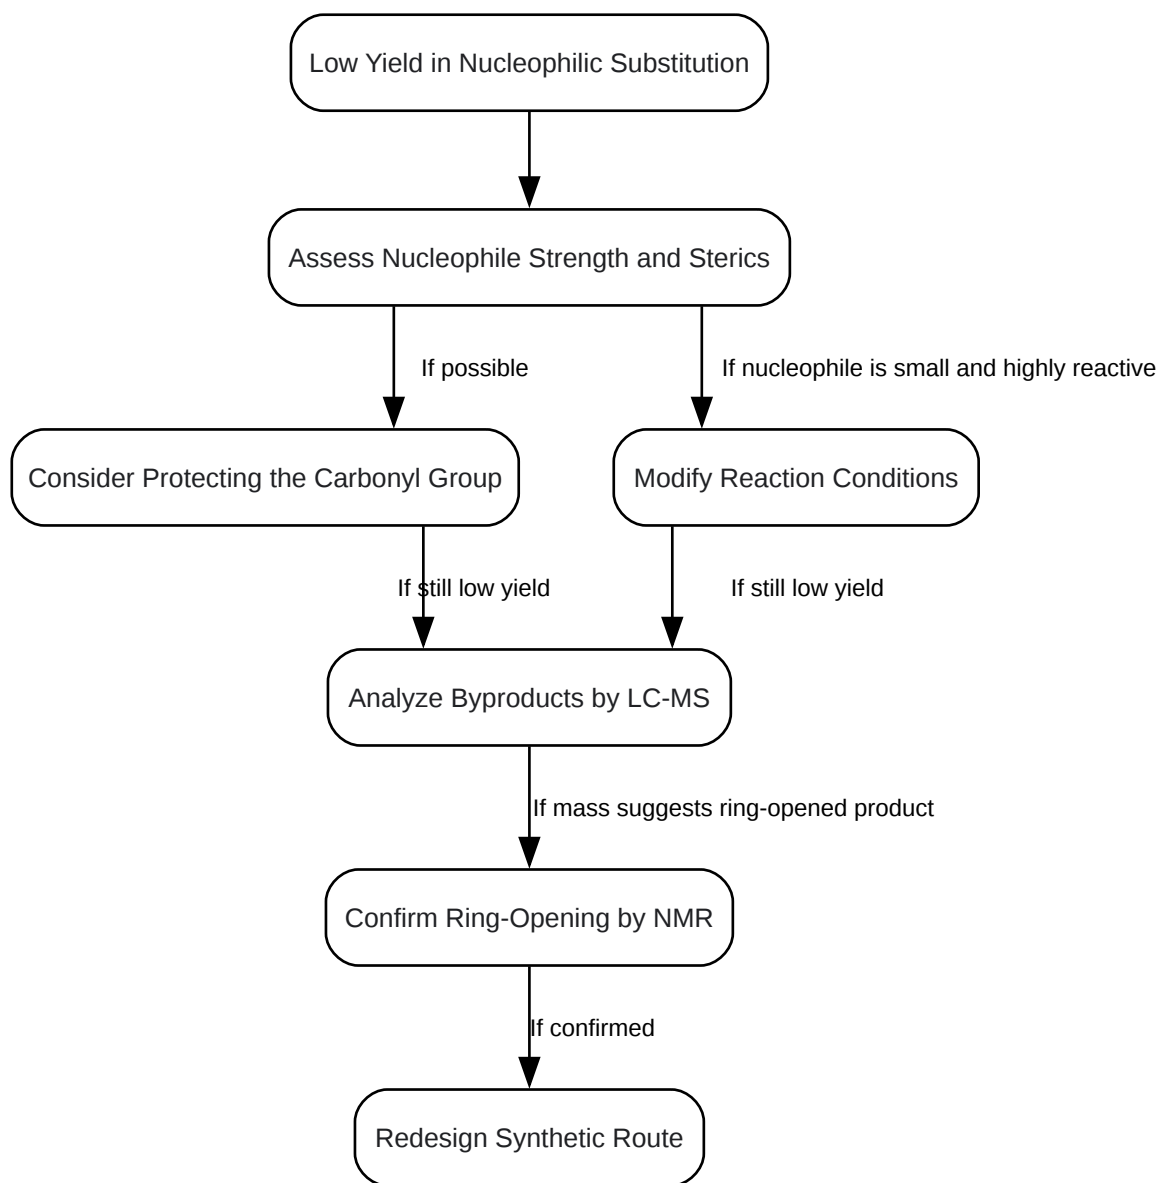 Low Yield in Nucleophilic Substitution
Assess Nucleophile Strength and Sterics
If possible
If nucleophile is small and highly reactive
Consider Protecting the Carbonyl Group
Modify Reaction Conditions
If still low yield
If still low yield
Analyze Byproducts by LC-MS
If mass suggests ring-opened product
Confirm Ring-Opening by NMR
If confirmed
Redesign Synthetic Route